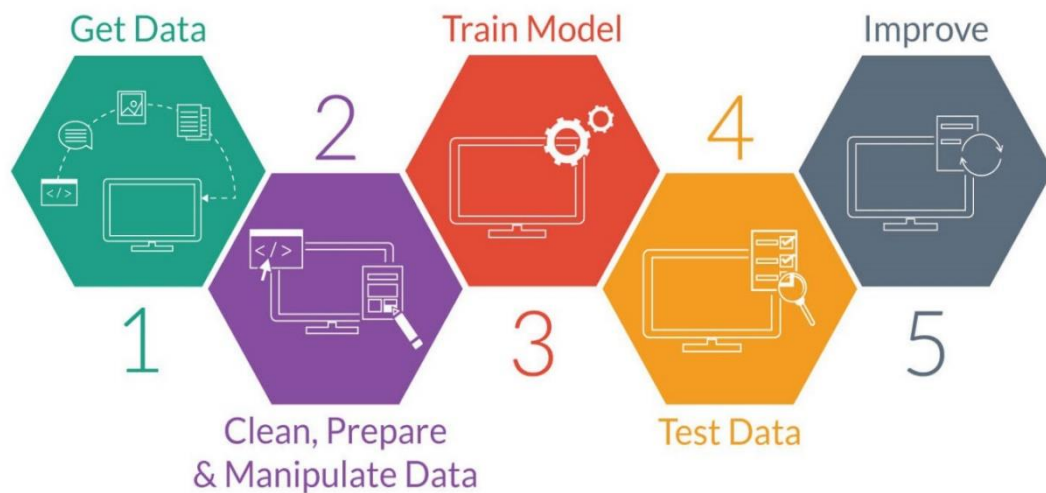 Get Data
1
2
Clean, Prepare
& Manipulate Data
Train Model
3
4
Test Data
Improve
5
</>
</>